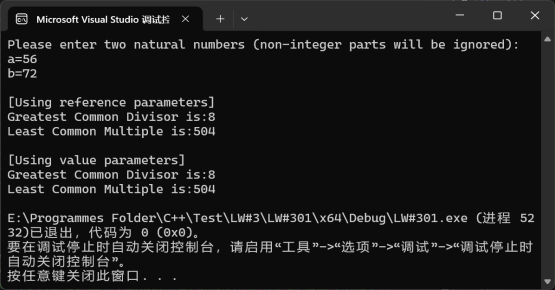 Microsoft Visual Studio 调试控
Please enter two natural numbers (non-integer parts will be ignored):
a=56
b=72
[Using reference parameters]
Greatest Common Divisor is:8
Least Common Multiple is:504
[Using value parameters]
Greatest Common Divisor is:8
Least Common Multiple is:504
E:\Programmes Folder\C++\Test\LW#3\LW#301\x64\Debug\LW#301.exe (进程 52
32)已退出，代码为 0 (0x0)。
要在调试停止时自动关闭控制台，请启用“工具”->“选项”->“调试”->“调试停止时
自动关闭控制台”。
按任意键关闭此窗口. . .